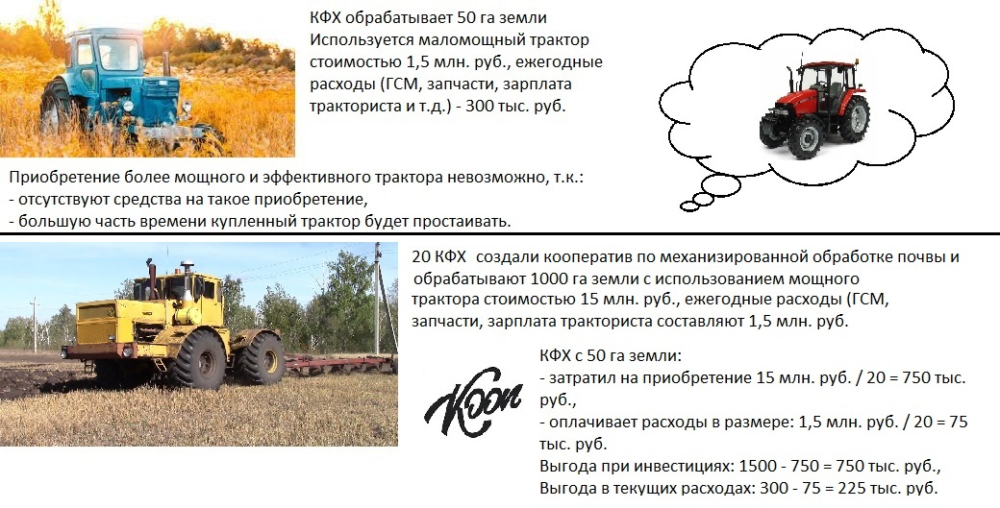 КФХ обрабатывает 50 га земли
Используется маломощный трактор
стоимостью 1,5 млн. руб., ежегодные
расходы (ГСМ, запчасти, зарплата
тракториста и т.д.) - 300 тыс. руб.
Приобретение более мощного и эффективного трактора невозможно, т.к.:
- отсутствуют средства на такое приобретение,
- большую часть времени купленный трактор будет простаивать.
20 КФХ создали кооператив по механизированной обработке почвы и
обрабатывают 1000 га земли с использованием мощного
трактора стоимостью 15 млн. руб., ежегодные расходы (ГСМ,
запчасти, зарплата тракториста составляют 1,5 млн. руб.
Кооп
КФХ с 50 га земли:
- затратил на приобретение 15 млн. руб. / 20 = 750 тыс.
руб.,
- оплачивает расходы в размере: 1,5 млн. руб. / 20 = 75
тыс. руб.
Выгода при инвестициях: 1500 - 750 = 750 тыс. руб.,
Выгода в текущих расходах: 300 - 75 = 225 тыс. руб.